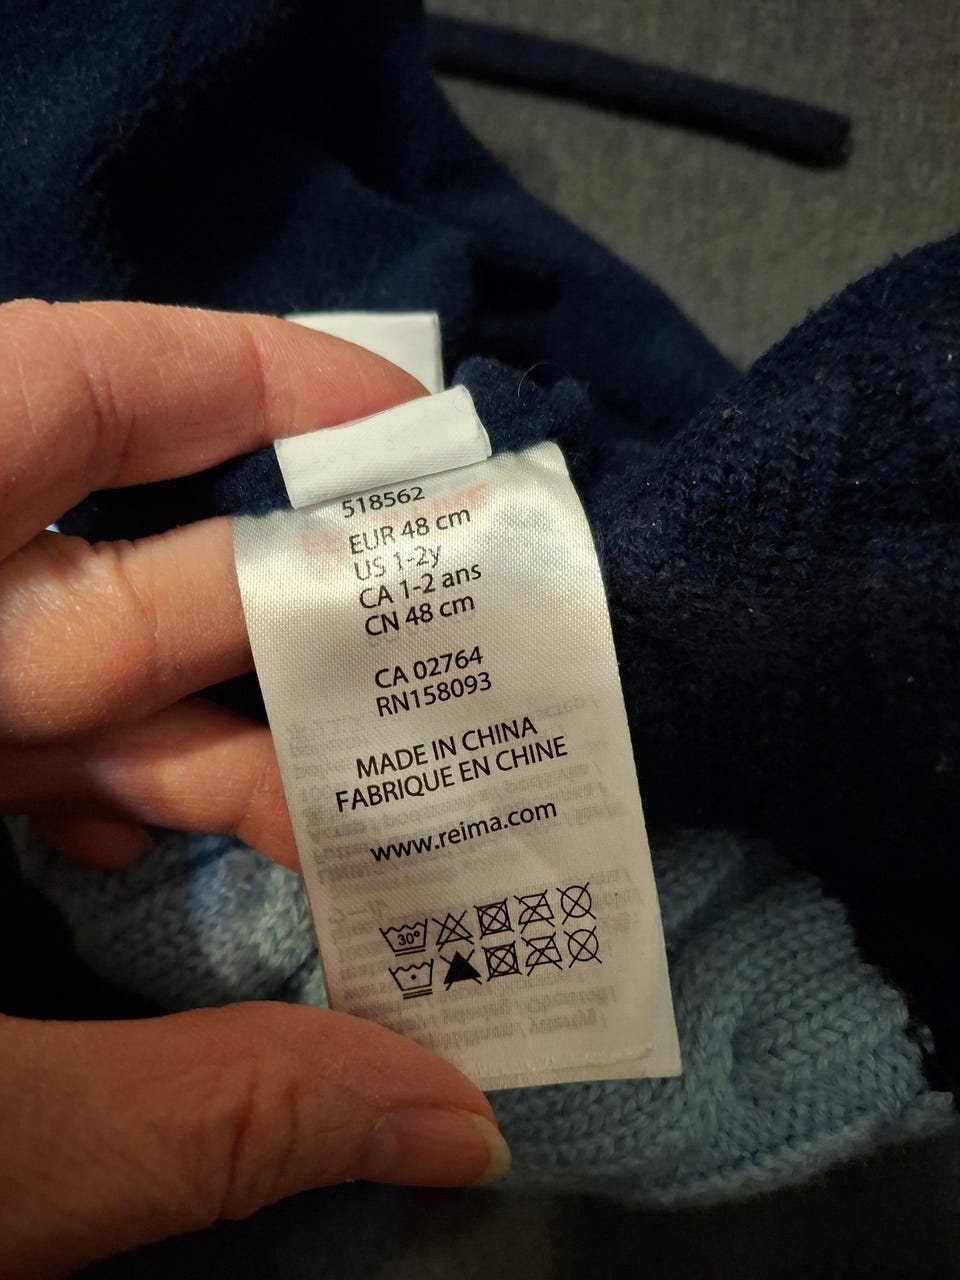 518562
EUR 48 cm
US 1-2y
CA 1-2 ans
CN 48 cm
CA 02764
RN158093
MADE IN CHINA
FABRIQUE EN CHINE
www.reima.com
30°